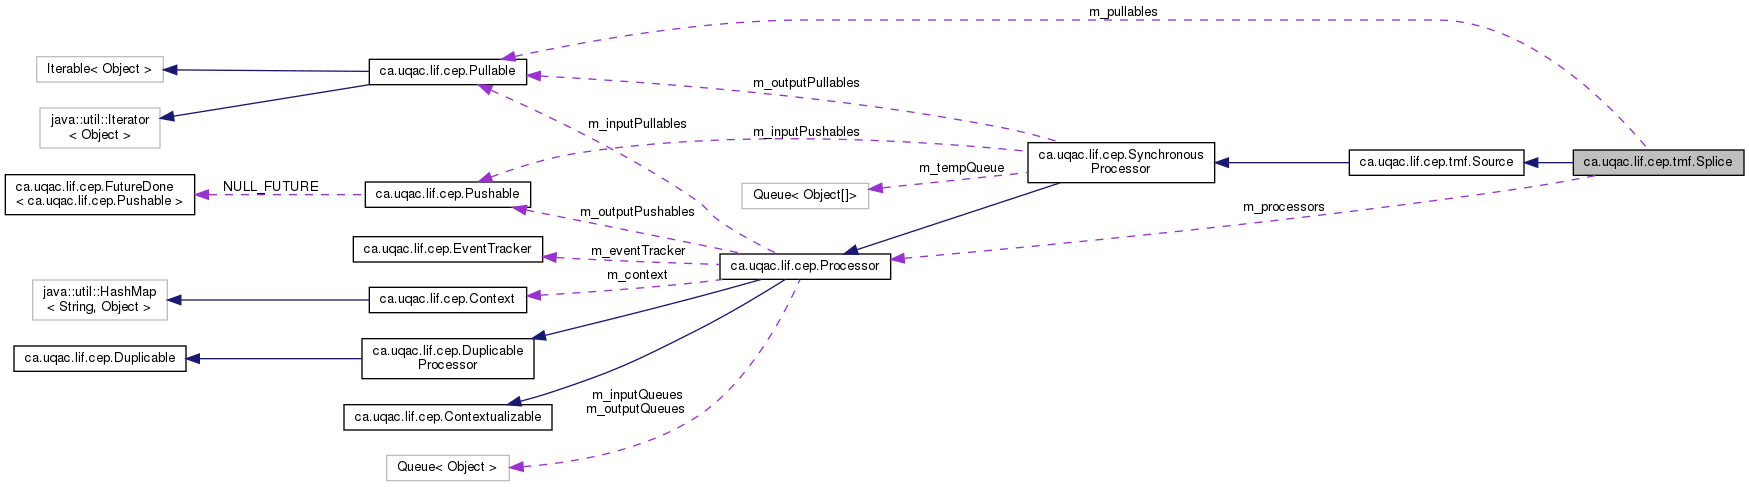 m_pullables
Iterable< Object >
ca.uqac.lif.cep.Pullable
m_outputPullables
java::util::Iterator
< Object >
m_inputPullables
m_inputPushables
ca.uqac.lif.cep.Synchronous
Processor
ca.uqac.lif.cep.tmf.Source
ca.uqac.lif.cep.tmf.Splice
m_tempQueue
ca.uqac.lif.cep.FutureDone
< ca.uqac.lif.cep.Pushable >
NULL_FUTURE
ca.uqac.lif.cep.Pushable
Queue< Object[]>
m_outputPushables
m_processors
ca.uqac.lif.cep.EventTracker
m_eventTracker
ca.uqac.lif.cep.Processor
m_context
java::util::HashMap
< String, Object >
ca.uqac.lif.cep.Context
ca.uqac.lif.cep.Duplicable
ca.uqac.lif.cep.Duplicable
Processor
m_inputQueues
m_outputQueues
ca.uqac.lif.cep.Contextualizable
Queue< Object >